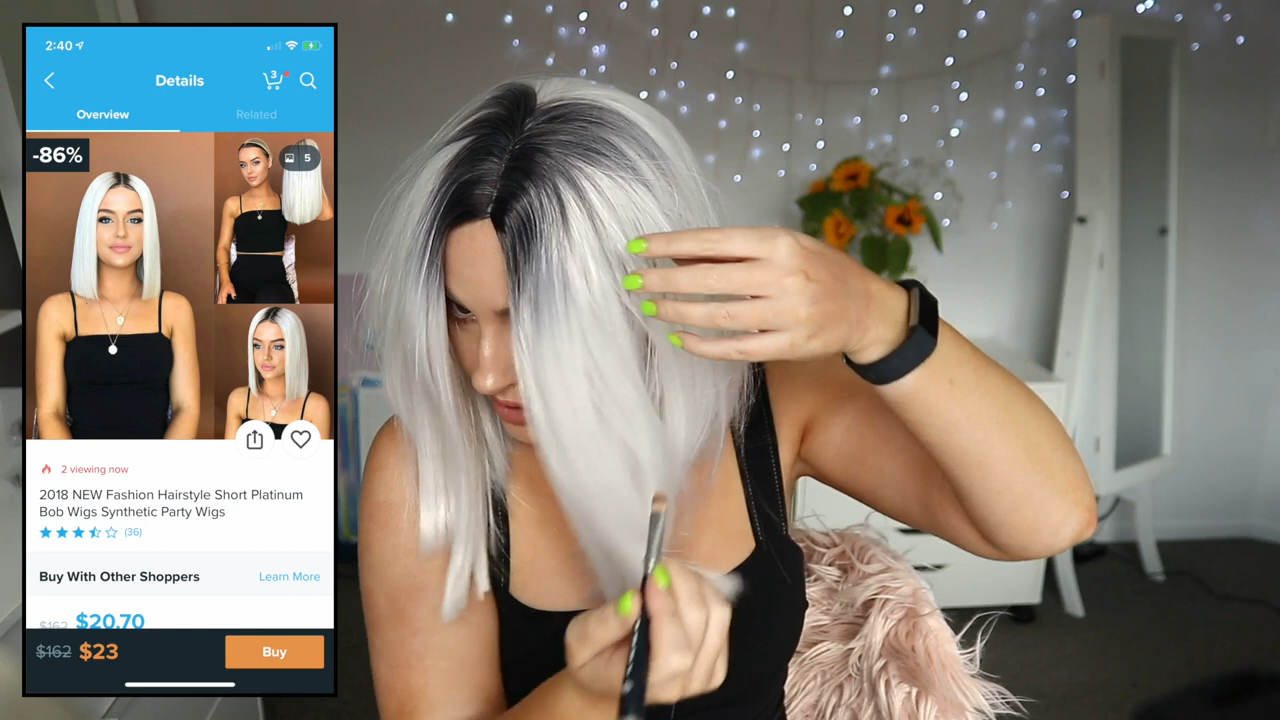 2:40
Details
3
Overview
Related
-86%
5
2 viewing now
2018 NEW Fashion Hairstyle Short Platinum
Bob Wigs Synthetic Party Wigs
(36)
Buy With Other Shoppers
Learn More
$162 $20.70
$162 $23
Buy